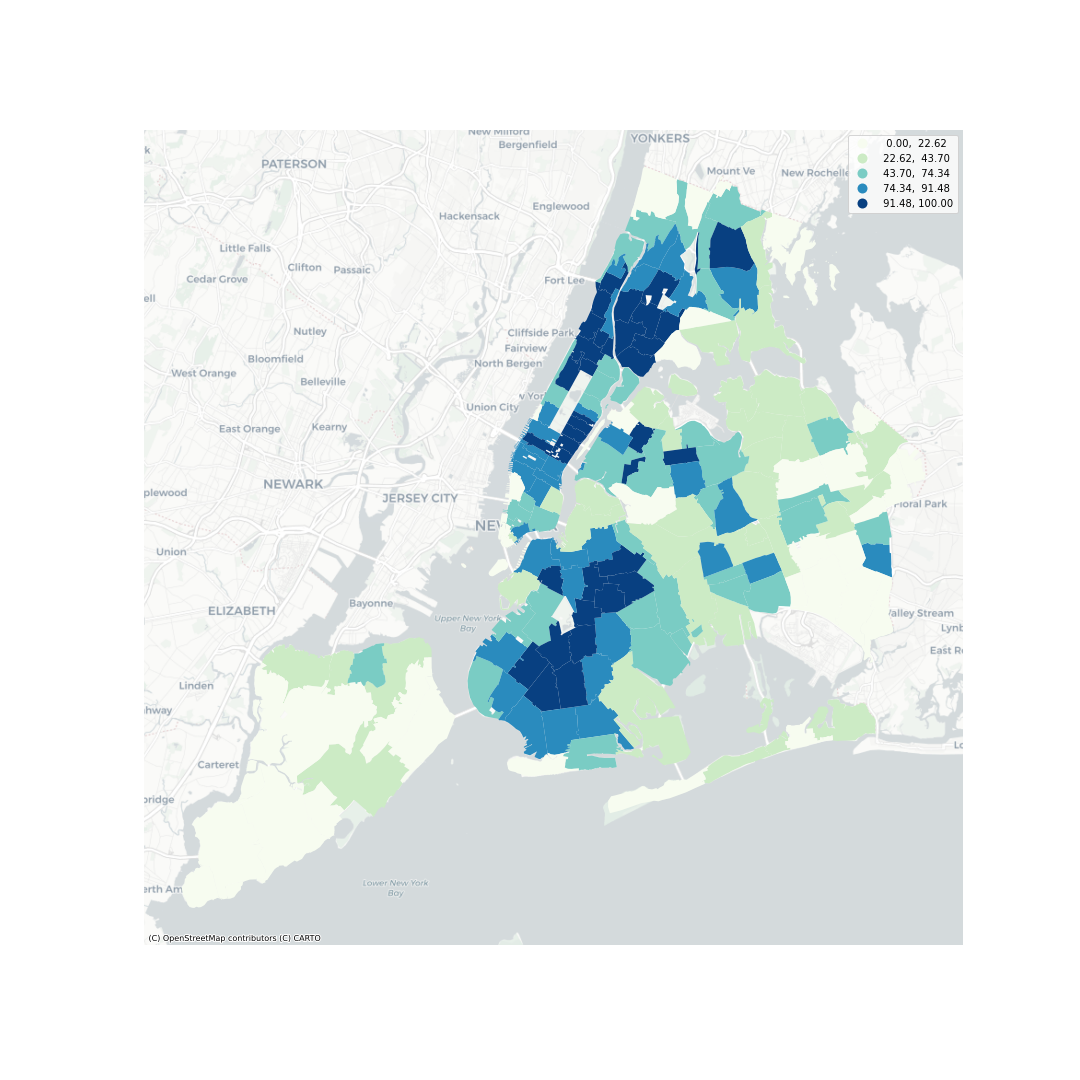 New Milford
YONKERS
Bergenfield
0.00, 22.62
22.62, 43.70
43.70, 74.34
74.34, 91.48
91.48, 100.00
PATERSON
Mount Ve
New Rochelle
Englewood
Hackensack
Little Falls
Clifton
Passaic
Cedar Grove
Fort Lee
ell
Nutley
Cliffside Park
Fairview
Bloomfield
North Bergen
West Orange
Belleville
Union City
East Orange
Kearny
NEWARK
JERSEY CITY
plewood
Floral Park
NEW
Union
ELIZABETH
Bayonne
Upper New York
Bay
Valley Stream
Lynb
East Ro
Linden
hway
Carteret
bridge
Lower New York
Bay
erth Am
(C) OpenStreetMap contributors (C) CARTO